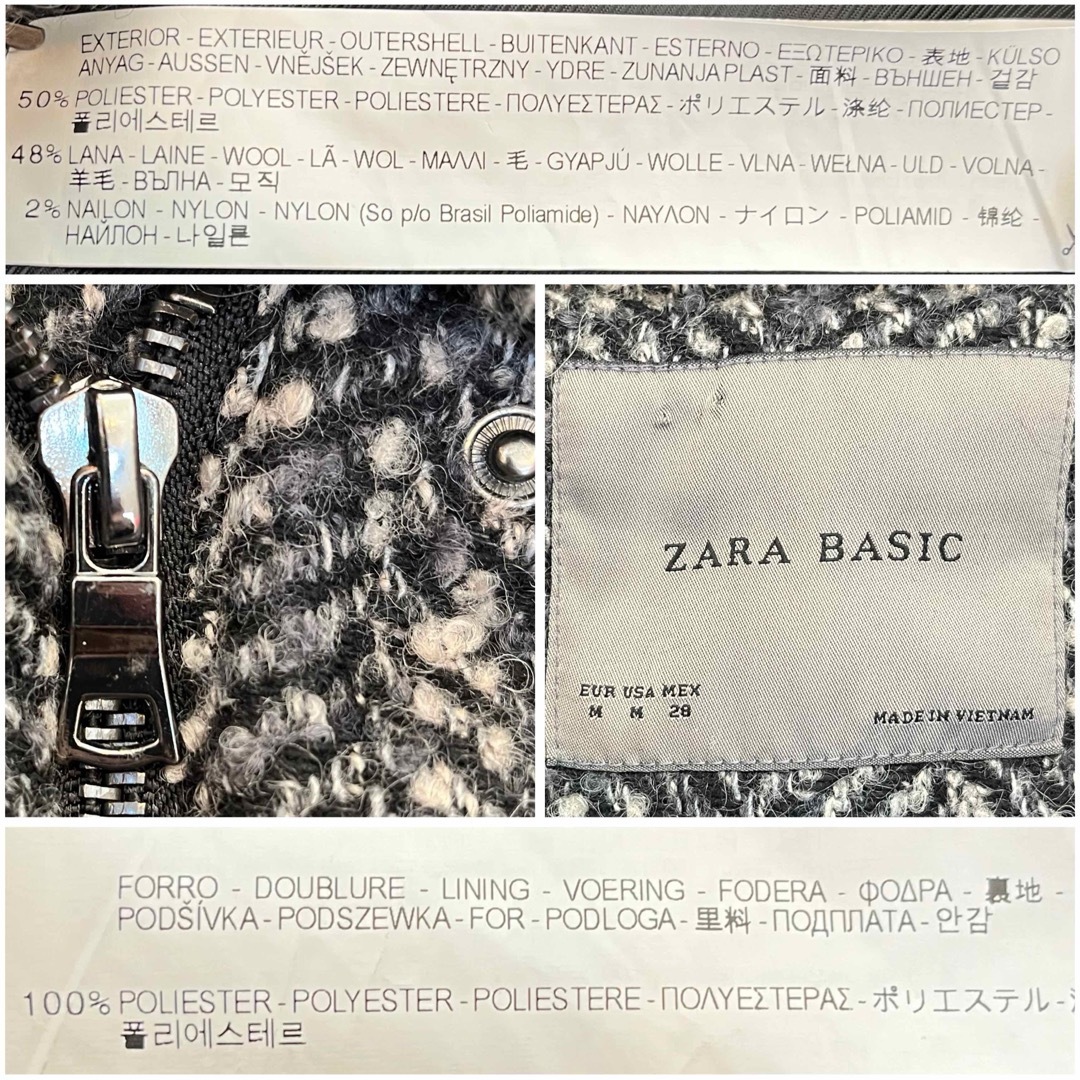 EXTERIOR - EXTERIEUR - OUTERSHELL - BUITENKANT - ESTERNO - ΕΞΩΤΕΡΙΚΟ - 表地 - KÜLSO
ANYAG - AUSSEN - VNĚJŠEK - ZEWNĘTRZNY - YDRE - ZUNANJA PLAST - 面料 - ВЪНШЕН - 겉감
50% POLIESTER - POLYESTER - POLIESTERE - ΠΟΛΥΕΣΤΕΡΑΣ - ポリエステル - 涤纶 - ПОЛИЕСТЕР -
폴리에스테르
48% LANA - LAINE - WOOL - LÃ - WOL - ΜΑΛΛΙ - 毛 - GYAPJÚ - WOLLE - VLNA - WEŁNA - ULD - VOLNA -
羊毛 - ВЪЛНА - 모직
2% NAILON - NYLON - NYLON (So p/o Brasil Poliamide) - ΝΑΥΛΟΝ - ナイロン - POLIAMID - 锦纶 -
НАЙЛОН - 나일론
ZARA BASIC
EUR USA MEX
M M 28
MADE IN VIETNAM
FORRO - DOUBLURE - LINING - VOERING - FODERA - ΦΟΔΡΑ - 裏地 -
PODŠÍVKA - PODSZEWKA - FOR - PODLOGA - 里料 - ПОДПЛАТА - 안감
100% POLIESTER - POLYESTER - POLIESTERE - ΠΟΛΥΕΣΤΕΡΑΣ - ポリエステル -
폴리에스테르